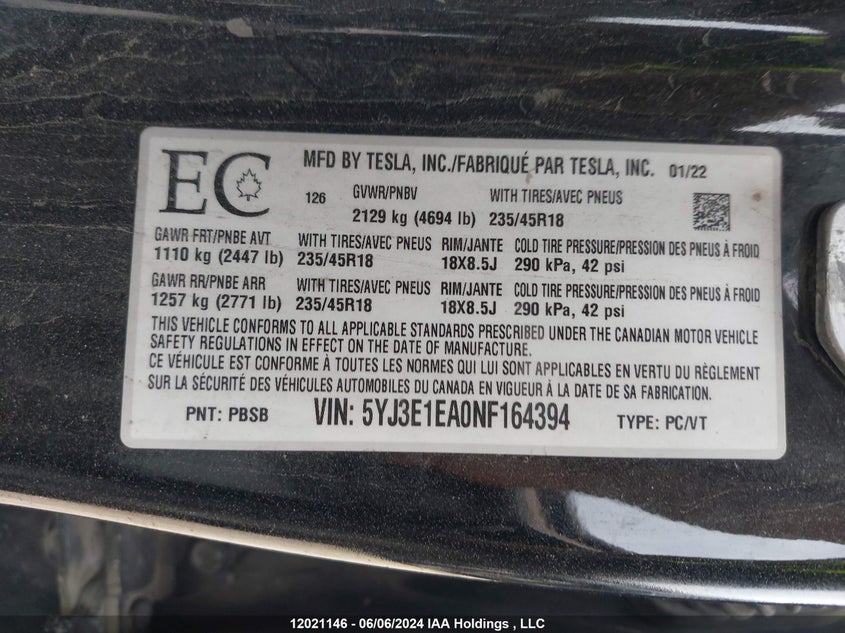 EC
MFD BY TESLA, INC./FABRIQUÉ PAR TESLA, INC. 01/22
126 GVWR/PNBV WITH TIRES/AVEC PNEUS
2129 kg (4694 lb) 235/45R18
GAWR FRT/PNBE AVT WITH TIRES/AVEC PNEUS RIM/JANTE COLD TIRE PRESSURE/PRESSION DES PNEUS À FROID
1110 kg (2447 lb) 235/45R18 18X8.5J 290 kPa, 42 psi
GAWR RR/PNBE ARR WITH TIRES/AVEC PNEUS RIM/JANTE COLD TIRE PRESSURE/PRESSION DES PNEUS À FROID
1257 kg (2771 lb) 235/45R18 18X8.5J 290 kPa, 42 psi
THIS VEHICLE CONFORMS TO ALL APPLICABLE STANDARDS PRESCRIBED UNDER THE CANADIAN MOTOR VEHICLE
SAFETY REGULATIONS IN EFFECT ON THE DATE OF MANUFACTURE.
CE VÉHICULE EST CONFORME À TOUTES LES NORMES QUI LUI SONT APPLICABLES EN VERTU DU RÈGLEMENT
SUR LA SÉCURITÉ DES VÉHICULES AUTOMOBILES DU CANADA EN VIGUEUR À LA DATE DE SA FABRICATION.
PNT: PBSB VIN: 5YJ3E1EA0NF164394 TYPE: PC/VT
12021146 - 06/06/2024 IAA Holdings , LLC